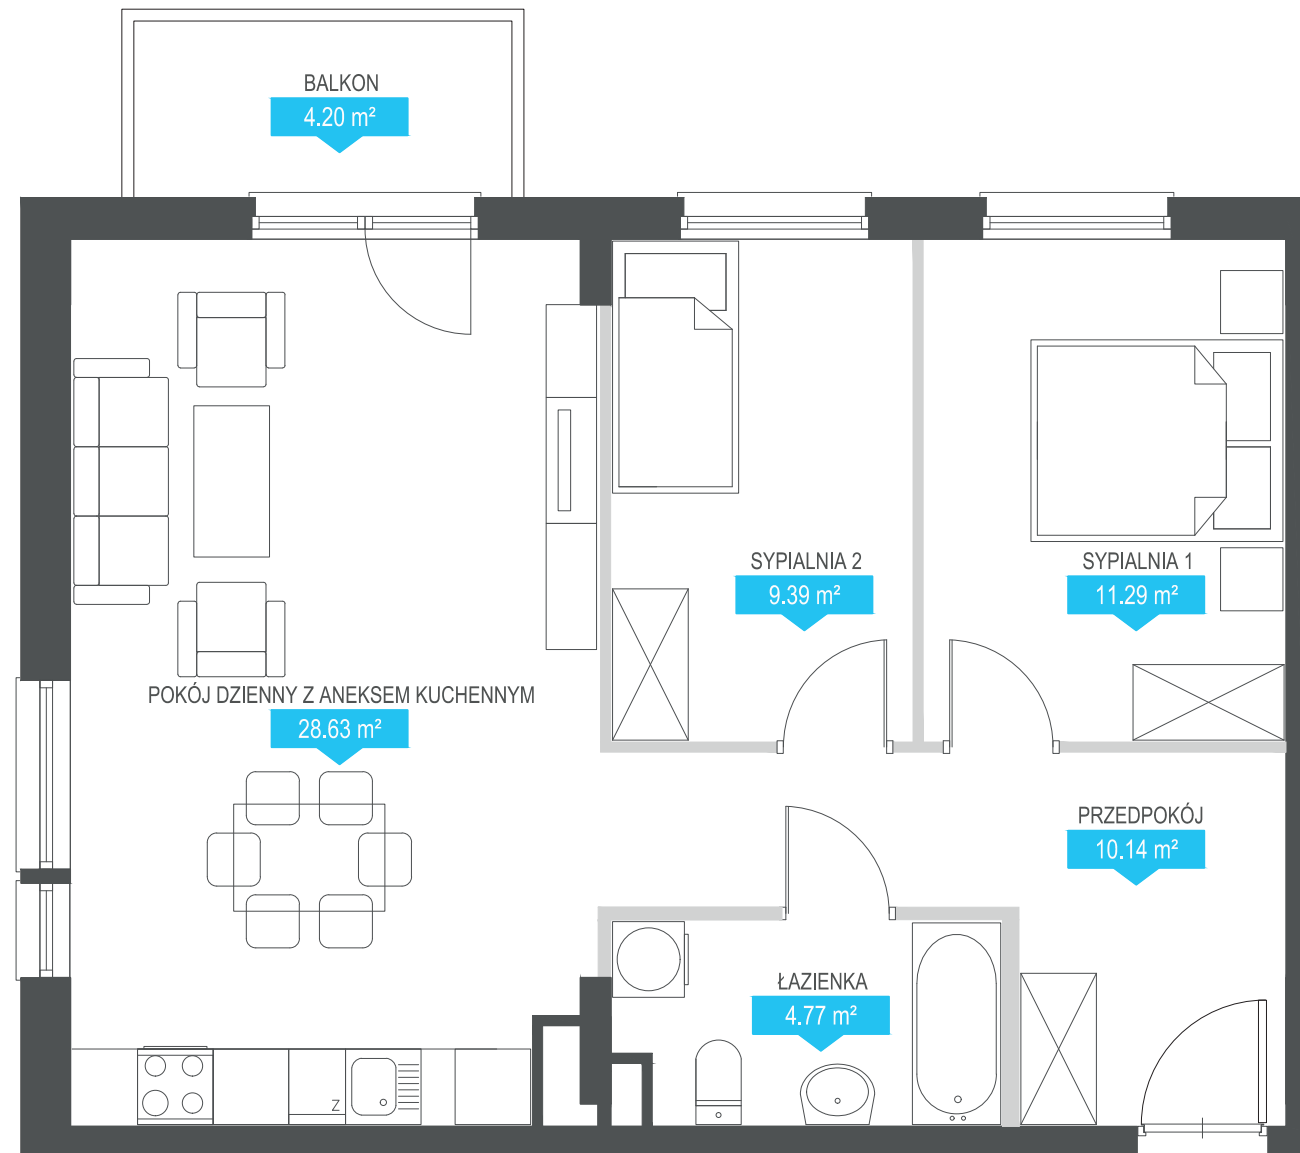 BALKON
4.20 m²
SYPIALNIA 2
9.39 m²
SYPIALNIA 1
11.29 m²
POKÓJ DZIENNY Z ANEKSEM KUCHENNYM
28.63 m²
PRZEDPOKÓJ
10.14 m²
ŁAZIENKA
4.77 m²
Z